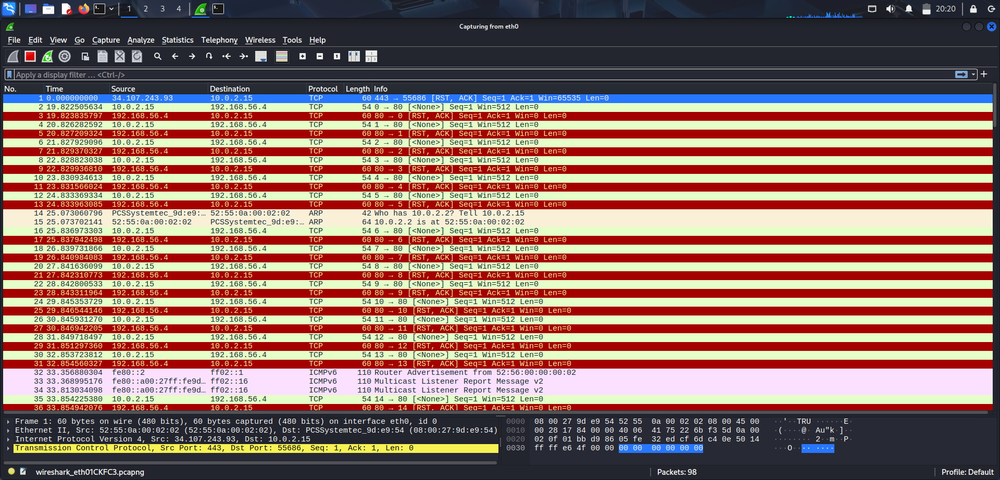 1 2 3 4 20:20
Capturing from eth0
File Edit View Go Capture Analyze Statistics Telephony Wireless Tools Help
Apply a display filter … <Ctrl-/>
No. Time Source Destination Protocol Length Info
1 0.000000000 34.107.243.93 10.0.2.15 TCP 60 443 → 55686 [RST, ACK] Seq=1 Ack=1 Win=65535 Len=0
2 19.822505634 10.0.2.15 192.168.56.4 TCP 54 0 → 80 [<None>] Seq=1 Win=512 Len=0
3 19.823835797 192.168.56.4 10.0.2.15 TCP 60 80 → 0 [RST, ACK] Seq=1 Ack=1 Win=0 Len=0
4 20.826282592 10.0.2.15 192.168.56.4 TCP 54 1 → 80 [<None>] Seq=1 Win=512 Len=0
5 20.827209324 192.168.56.4 10.0.2.15 TCP 60 80 → 1 [RST, ACK] Seq=1 Ack=1 Win=0 Len=0
6 21.827929096 10.0.2.15 192.168.56.4 TCP 54 2 → 80 [<None>] Seq=1 Win=512 Len=0
7 21.829370327 192.168.56.4 10.0.2.15 TCP 60 80 → 2 [RST, ACK] Seq=1 Ack=1 Win=0 Len=0
8 22.828823038 10.0.2.15 192.168.56.4 TCP 54 3 → 80 [<None>] Seq=1 Win=512 Len=0
9 22.829936810 192.168.56.4 10.0.2.15 TCP 60 80 → 3 [RST, ACK] Seq=1 Ack=1 Win=0 Len=0
10 23.830934613 10.0.2.15 192.168.56.4 TCP 54 4 → 80 [<None>] Seq=1 Win=512 Len=0
11 23.831566024 192.168.56.4 10.0.2.15 TCP 60 80 → 4 [RST, ACK] Seq=1 Ack=1 Win=0 Len=0
12 24.833369334 10.0.2.15 192.168.56.4 TCP 54 5 → 80 [<None>] Seq=1 Win=512 Len=0
13 24.833963085 192.168.56.4 10.0.2.15 TCP 60 80 → 5 [RST, ACK] Seq=1 Ack=1 Win=0 Len=0
14 25.073060796 PCSSystemtec_9d:e9:… 52:55:0a:00:02:02 ARP 42 Who has 10.0.2.2? Tell 10.0.2.15
15 25.073702141 52:55:0a:00:02:02 PCSSystemtec_9d:e9:… ARP 64 10.0.2.2 is at 52:55:0a:00:02:02
16 25.836973303 10.0.2.15 192.168.56.4 TCP 54 6 → 80 [<None>] Seq=1 Win=512 Len=0
17 25.837942498 192.168.56.4 10.0.2.15 TCP 60 80 → 6 [RST, ACK] Seq=1 Ack=1 Win=0 Len=0
18 26.839731866 10.0.2.15 192.168.56.4 TCP 54 7 → 80 [<None>] Seq=1 Win=512 Len=0
19 26.840984083 192.168.56.4 10.0.2.15 TCP 60 80 → 7 [RST, ACK] Seq=1 Ack=1 Win=0 Len=0
20 27.841636099 10.0.2.15 192.168.56.4 TCP 54 8 → 80 [<None>] Seq=1 Win=512 Len=0
21 27.842310773 192.168.56.4 10.0.2.15 TCP 60 80 → 8 [RST, ACK] Seq=1 Ack=1 Win=0 Len=0
22 28.842800533 10.0.2.15 192.168.56.4 TCP 54 9 → 80 [<None>] Seq=1 Win=512 Len=0
23 28.843311964 192.168.56.4 10.0.2.15 TCP 60 80 → 9 [RST, ACK] Seq=1 Ack=1 Win=0 Len=0
24 29.845353729 10.0.2.15 192.168.56.4 TCP 54 10 → 80 [<None>] Seq=1 Win=512 Len=0
25 29.846544146 192.168.56.4 10.0.2.15 TCP 60 80 → 10 [RST, ACK] Seq=1 Ack=1 Win=0 Len=0
26 30.845931270 10.0.2.15 192.168.56.4 TCP 54 11 → 80 [<None>] Seq=1 Win=512 Len=0
27 30.846942205 192.168.56.4 10.0.2.15 TCP 60 80 → 11 [RST, ACK] Seq=1 Ack=1 Win=0 Len=0
28 31.849718497 10.0.2.15 192.168.56.4 TCP 54 12 → 80 [<None>] Seq=1 Win=512 Len=0
29 31.851297360 192.168.56.4 10.0.2.15 TCP 60 80 → 12 [RST, ACK] Seq=1 Ack=1 Win=0 Len=0
30 32.853723812 10.0.2.15 192.168.56.4 TCP 54 13 → 80 [<None>] Seq=1 Win=512 Len=0
31 32.854560327 192.168.56.4 10.0.2.15 TCP 60 80 → 13 [RST, ACK] Seq=1 Ack=1 Win=0 Len=0
32 33.356880304 fe80::2 ff02::1 ICMPv6 110 Router Advertisement from 52:56:00:00:00:02
33 33.368995176 fe80::a00:27ff:fe9d… ff02::16 ICMPv6 110 Multicast Listener Report Message v2
34 33.813034098 fe80::a00:27ff:fe9d… ff02::16 ICMPv6 110 Multicast Listener Report Message v2
35 33.854225380 10.0.2.15 192.168.56.4 TCP 54 14 → 80 [<None>] Seq=1 Win=512 Len=0
36 33.854942076 192.168.56.4 10.0.2.15 TCP 60 80 → 14 [RST, ACK] Seq=1 Ack=1 Win=0 Len=0
Frame 1: 60 bytes on wire (480 bits), 60 bytes captured (480 bits) on interface eth0, id 0
Ethernet II, Src: 52:55:0a:00:02:02 (52:55:0a:00:02:02), Dst: PCSSystemtec_9d:e9:54 (08:00:27:9d:e9:54)
Internet Protocol Version 4, Src: 34.107.243.93, Dst: 10.0.2.15
Transmission Control Protocol, Src Port: 443, Dst Port: 55686, Seq: 1, Ack: 1, Len: 0
0000 08 00 27 9d e9 54 52 55 0a 00 02 02 08 00 45 00 ··'··TRU ······E·
0010 00 28 17 84 00 00 40 06 41 75 22 6b f3 5d 0a 00 ·(····@· Au"k·]··
0020 02 0f 01 bb d9 86 05 fe 32 ed cf 6d c4 0e 50 14 ········ 2··m··P·
0030 ff ff e6 4f 00 00 00 00 00 00 00 00 ···O···· ····
wireshark_eth01CKFC3.pcapng Packets: 98 Profile: Default